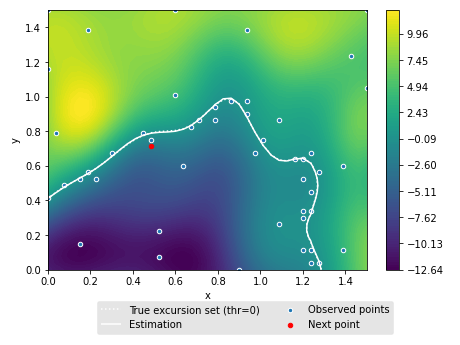 1.4
1.2
1.0
0.8
0.6
0.4
0.2
0.0
y
0.0 0.2 0.4 0.6 0.8 1.0 1.2 1.4
x
9.96
7.45
4.94
2.43
−0.09
−2.60
−5.11
−7.62
−10.13
−12.64
True excursion set (thr=0)
Estimation
Observed points
Next point